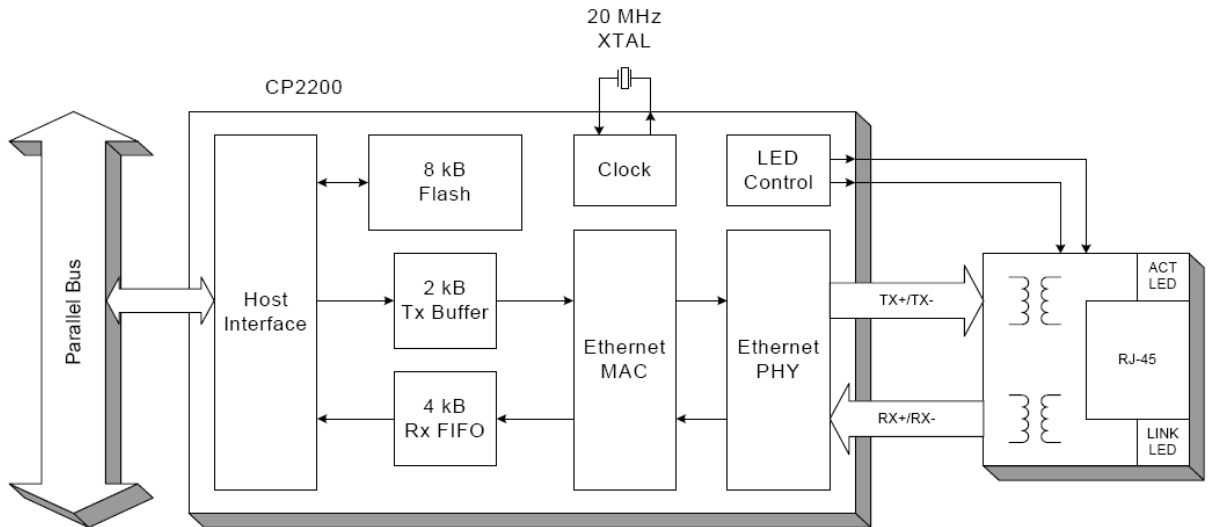 20 MHz
XTAL
CP2200
8 kB
Flash
Clock
LED
Control
Parallel Bus
Host
Interface
2 kB
Tx Buffer
Ethernet
MAC
Ethernet
PHY
4 kB
Rx FIFO
TX+/TX-
RX+/RX-
ACT
LED
RJ-45
LINK
LED